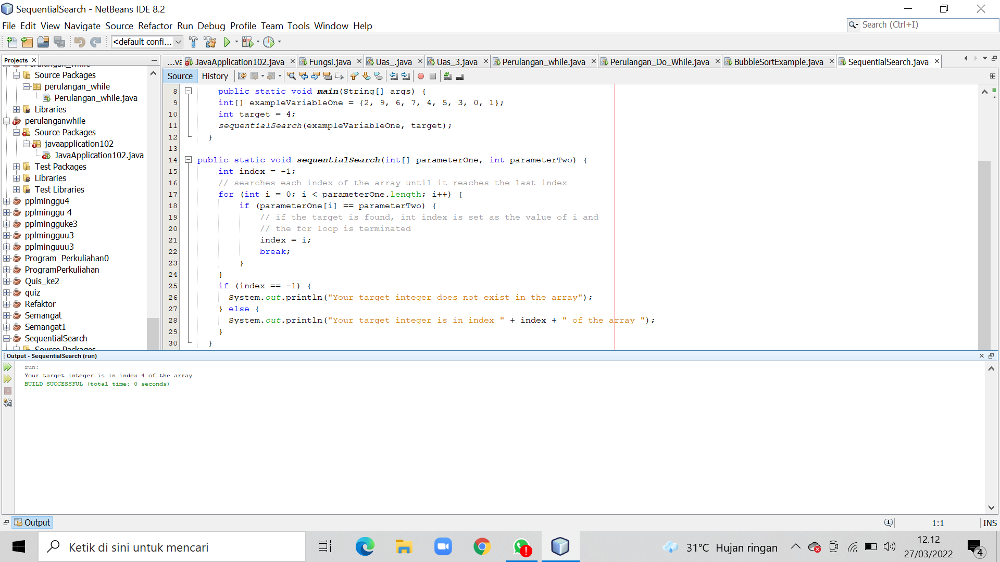 SequentialSearch - NetBeans IDE 8.2
File Edit View Navigate Source Refactor Run Debug Profile Team Tools Window Help
Search (Ctrl+I)
<default confi...
Projects
Perulangan_While
Source Packages
perulangan_while
Perulangan_while.java
Libraries
perulanganwhile
Source Packages
javaapplication102
JavaApplication102.java
Test Packages
Libraries
Test Libraries
pplminggu4
pplminggu 4
pplmingguke3
pplmingguu3
pplminguuu3
Program_Perkuliahan0
ProgramPerkuliahan
Quis_ke2
quiz
Refaktor
Semangat
Semangat1
SequentialSearch
Source Packages
...va JavaApplication102.java Fungsi.java Uas_.java Uas_3.java Perulangan_while.java Perulangan_Do_While.java BubbleSortExample.java SequentialSearch.java
Source History
8 public static void main(String[] args) {
9 int[] exampleVariableOne = {2, 9, 6, 7, 4, 5, 3, 0, 1};
10 int target = 4;
11 sequentialSearch(exampleVariableOne, target);
12 }
13
14 public static void sequentialSearch(int[] parameterOne, int parameterTwo) {
15 int index = -1;
16 // searches each index of the array until it reaches the last index
17 for (int i = 0; i < parameterOne.length; i++) {
18 if (parameterOne[i] == parameterTwo) {
19 // if the target is found, int index is set as the value of i and
20 // the for loop is terminated
21 index = i;
22 break;
23 }
24 }
25 if (index == -1) {
26 System.out.println("Your target integer does not exist in the array");
27 } else {
28 System.out.println("Your target integer is in index " + index + " of the array ");
29 }
30 }
Output - SequentialSearch (run)
run:
Your target integer is in index 4 of the array
BUILD SUCCESSFUL (total time: 0 seconds)
Output
1:1 INS
Ketik di sini untuk mencari
31°C Hujan ringan
12.12
27/03/2022
4